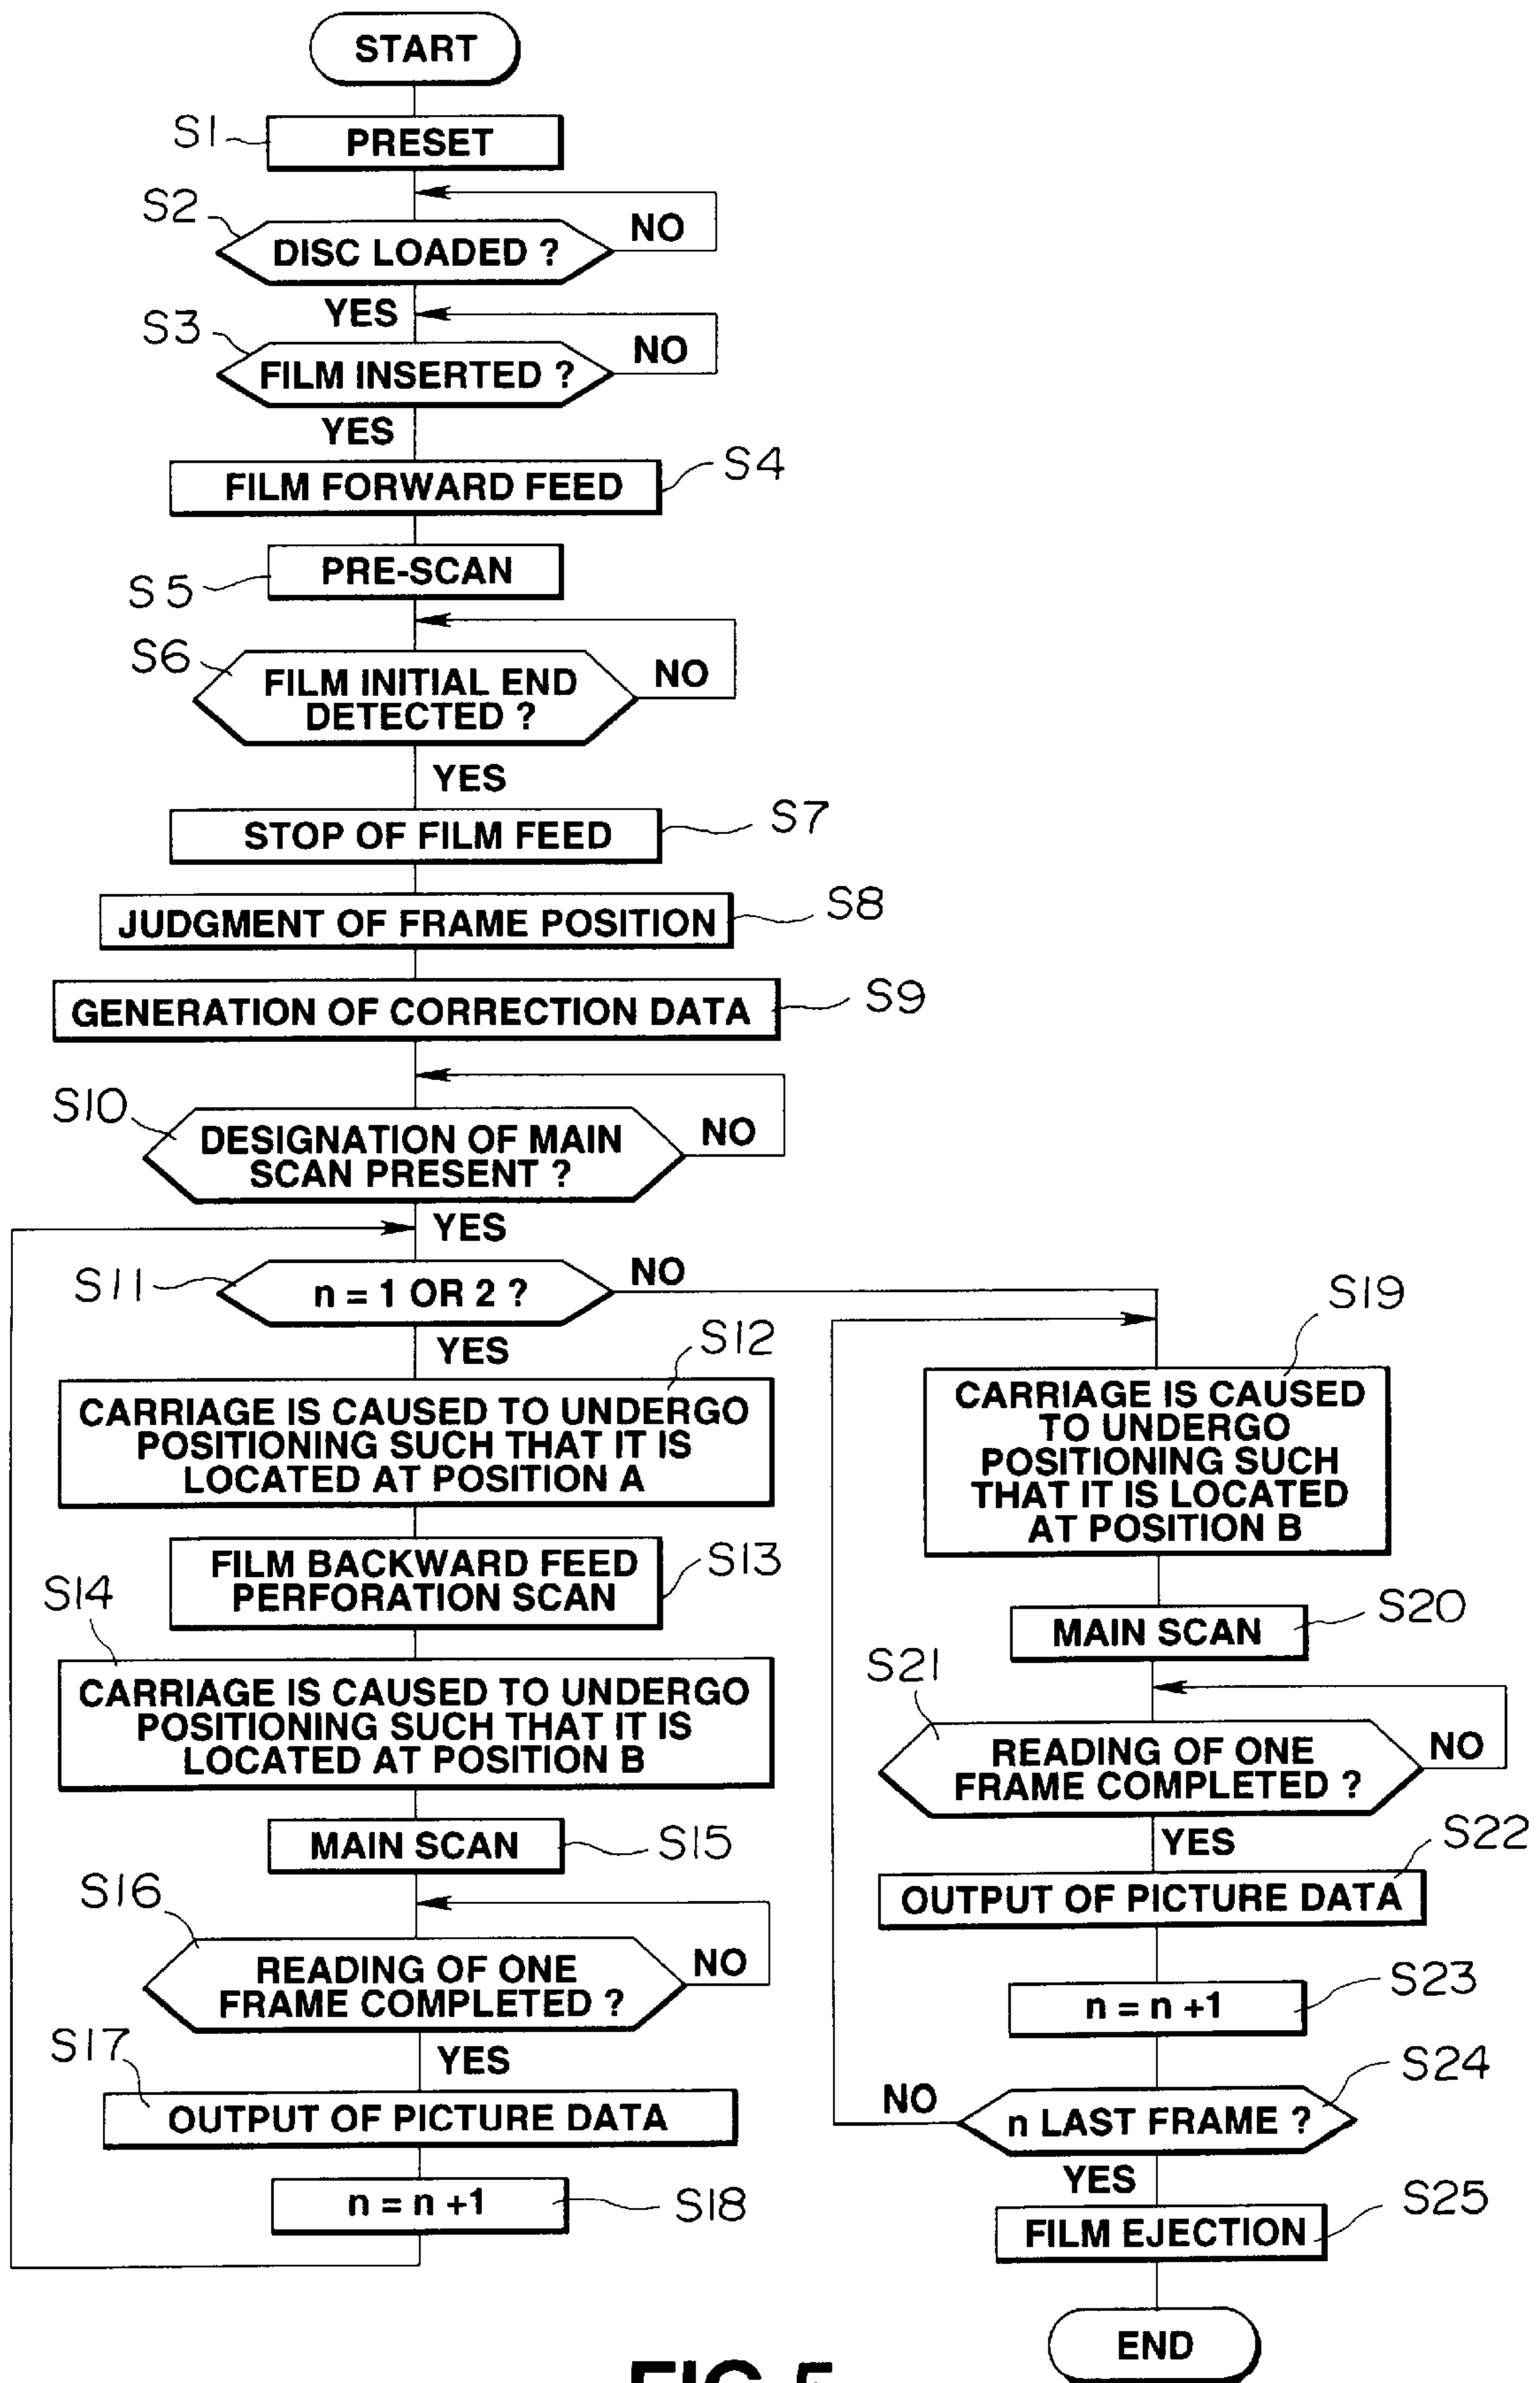 START
S1
PRESET
S2
NO
DISC LOADED ?
YES
S3
NO
FILM INSERTED ?
YES
S4
FILM FORWARD FEED
PRE-SCAN
S5
S6
FILM INITIAL END
DETECTED ?
NO
YES
S7
STOP OF FILM FEED
S8
JUDGMENT OF FRAME POSITION
S9
GENERATION OF CORRECTION DATA
S10
DESIGNATION OF MAIN
SCAN PRESENT ?
NO
YES
S11
n = 1 OR 2 ?
NO
YES
S12
CARRIAGE IS CAUSED TO UNDERGO
POSITIONING SUCH THAT IT IS
LOCATED AT POSITION A
FILM BACKWARD FEED
PERFORATION SCAN
S13
S14
CARRIAGE IS CAUSED TO UNDERGO
POSITIONING SUCH THAT IT IS
LOCATED AT POSITION B
MAIN SCAN
S15
S16
READING OF ONE
FRAME COMPLETED ?
NO
YES
S17
OUTPUT OF PICTURE DATA
n = n +1
S18
S19
CARRIAGE IS CAUSED
TO UNDERGO
POSITIONING SUCH
THAT IT IS LOCATED
AT POSITION B
S20
MAIN SCAN
S21
READING OF ONE
FRAME COMPLETED ?
NO
YES
S22
OUTPUT OF PICTURE DATA
S23
n = n +1
S24
NO
n LAST FRAME ?
YES
S25
FILM EJECTION
END
FIG.5